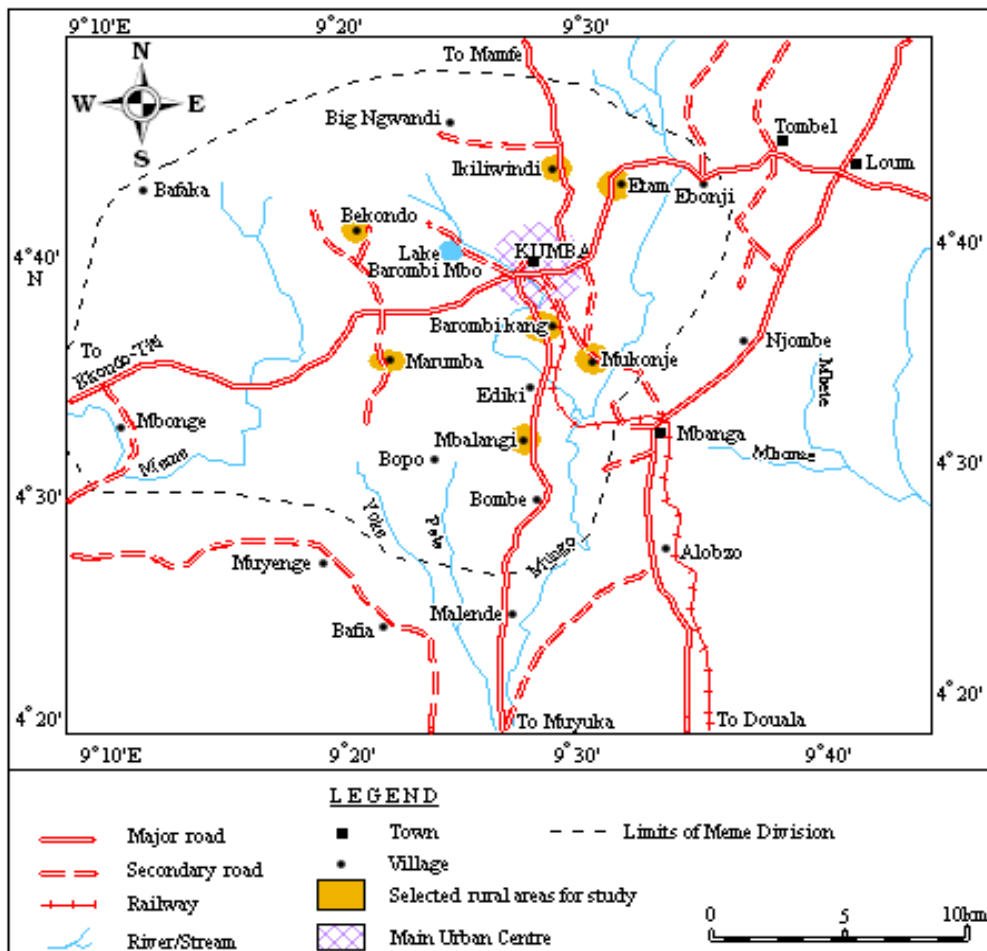 9°10'E 9°20' 9°30'
N
W E
S
To Mamfe
Big Ngwandi
Tombel
Ikiliwindi
Loum
Bafaka
Etam
Ebonji
Bekondo
4°40'
N
Lake
Barombi Mbo
KUMBA
4°40'
Barombi kang
To
Ekondo-Titi
Marumba
Mukonje
Njombe
Ediki
Mbete
Mbonge
Mbalangi
Mbanga
Meme
Bopo
4°30'
4°30'
Bombe
Yoke
Mungo
Muyenge
Alobzo
Malende
Bafia
4°20'
4°20'
To Muyuka
To Douala
9°10'E 9°20' 9°30' 9°40'
LEGEND
Major road
Town
Limits of Meme Division
Secondary road
Village
Railway
Selected rural areas for study
River/Stream
Main Urban Centre
0 5 10km